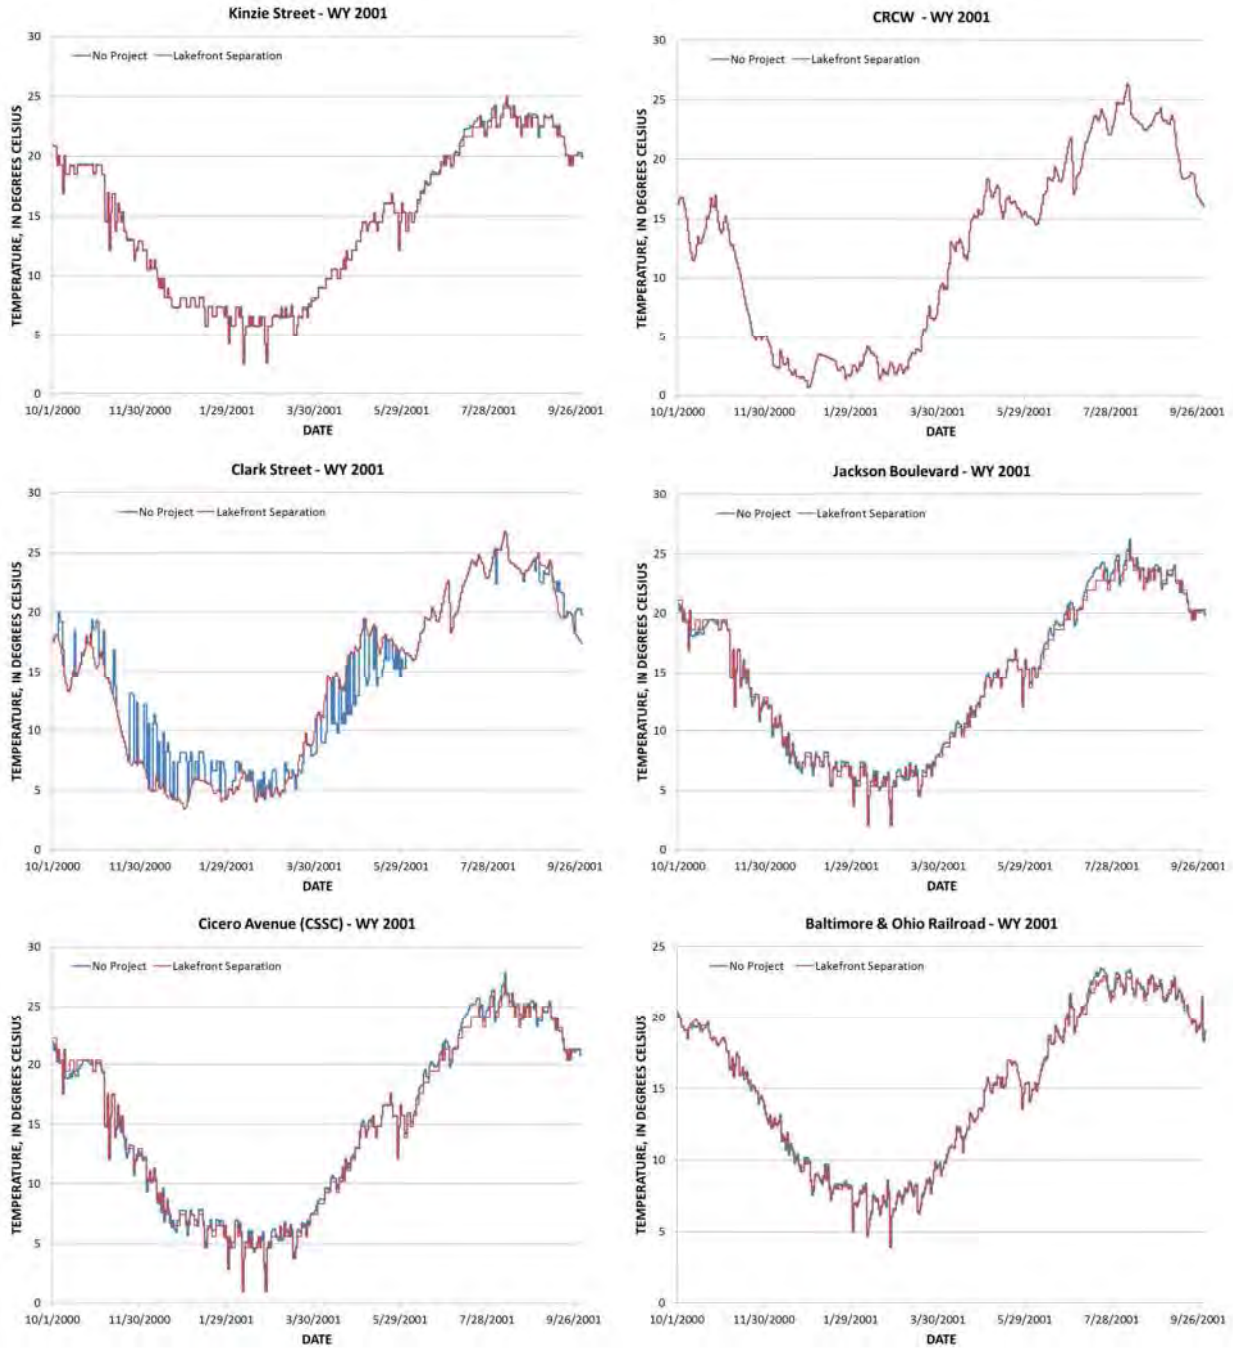 Kinzie Street - WY 2001
30
25
20
15
10
5
0
No Project Lakefront Separation
TEMPERATURE, IN DEGREES CELSIUS
10/1/2000 11/30/2000 1/29/2001 3/30/2001 5/29/2001 7/28/2001 9/26/2001
DATE
CRCW - WY 2001
30
25
20
15
10
5
0
No Project Lakefront Separation
TEMPERATURE, IN DEGREES CELSIUS
10/1/2000 11/30/2000 1/29/2001 3/30/2001 5/29/2001 7/28/2001 9/26/2001
DATE
Clark Street - WY 2001
30
25
20
15
10
5
0
No Project Lakefront Separation
TEMPERATURE, IN DEGREES CELSIUS
10/1/2000 11/30/2000 1/29/2001 3/30/2001 5/29/2001 7/28/2001 9/26/2001
DATE
Jackson Boulevard - WY 2001
30
25
20
15
10
5
0
No Project Lakefront Separation
TEMPERATURE, IN DEGREES CELSIUS
10/1/2000 11/30/2000 1/29/2001 3/30/2001 5/29/2001 7/28/2001 9/26/2001
DATE
Cicero Avenue (CSSC) - WY 2001
30
25
20
15
10
5
0
No Project Lakefront Separation
TEMPERATURE, IN DEGREES CELSIUS
10/1/2000 11/30/2000 1/29/2001 3/30/2001 5/29/2001 7/28/2001 9/26/2001
DATE
Baltimore & Ohio Railroad - WY 2001
25
20
15
10
5
0
No Project Lakefront Separation
TEMPERATURE, IN DEGREES CELSIUS
10/1/2000 11/30/2000 1/29/2001 3/30/2001 5/29/2001 7/28/2001 9/26/2001
DATE